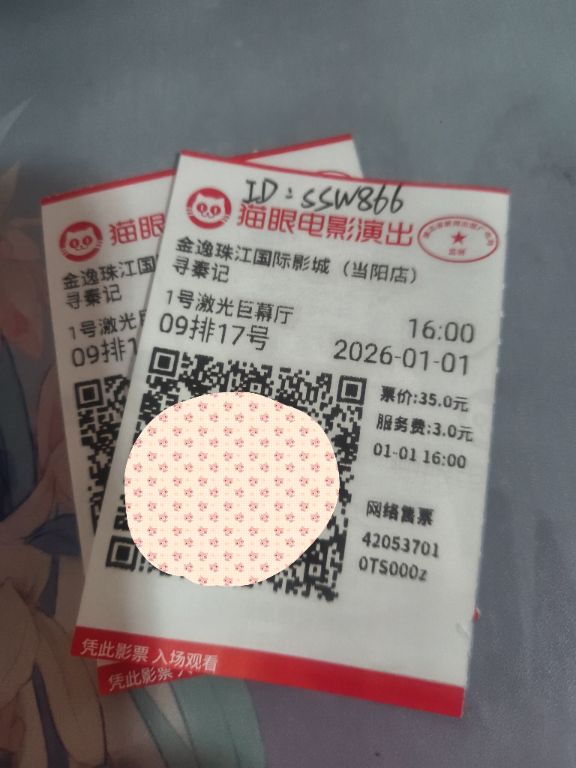 ID:SSW866
猫眼电影演出
金逸珠江国际影城（当阳店）
寻秦记
1号激光巨幕厅
16:00
09排17号
2026-01-01
票价:35.0元
服务费:3.0元
01-01 16:00
网络售票
42053701
0TS000z
凭此影票 入场观看
猫眼
金逸珠江国
寻秦记
1号激光
09排1
凭此影票